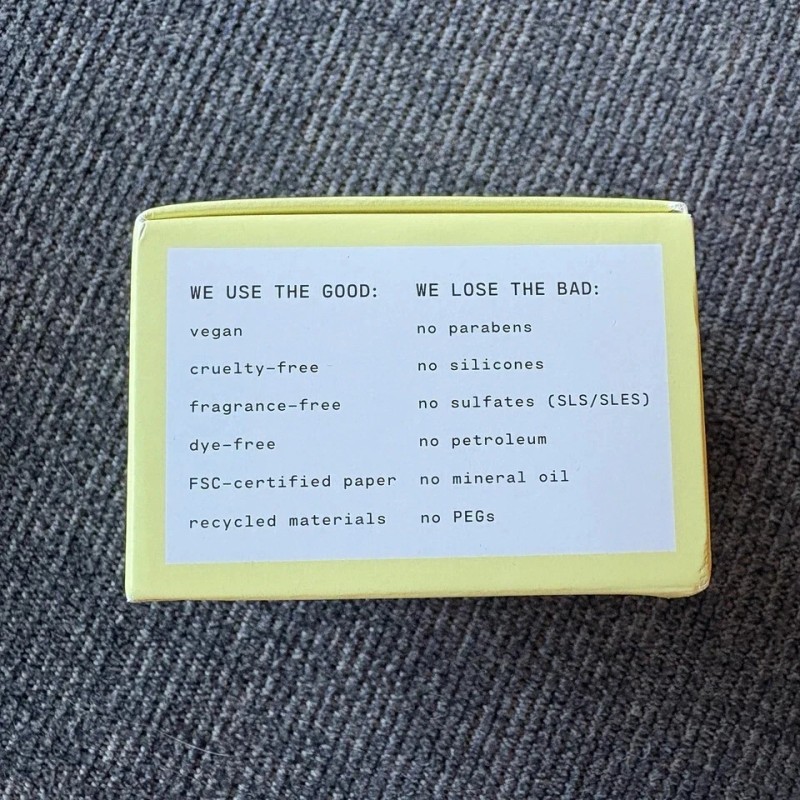 WE USE THE GOOD:
vegan
cruelty-free
fragrance-free
dye-free
FSC-certified paper
recycled materials
WE LOSE THE BAD:
no parabens
no silicones
no sulfates (SLS/SLES)
no petroleum
no mineral oil
no PEGs